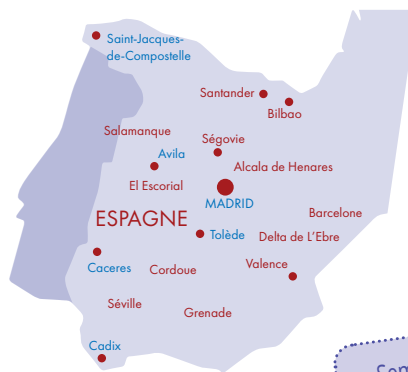 Saint-Jacques-
de-Compostelle
Santander
Bilbao
Salamanque
Ségovie
Avila
Alcala de Henares
El Escorial
MADRID
Barcelone
ESPAGNE
Tolède
Delta de L'Ebre
Caceres
Cordoue
Valence
Séville
Grenade
Cadix